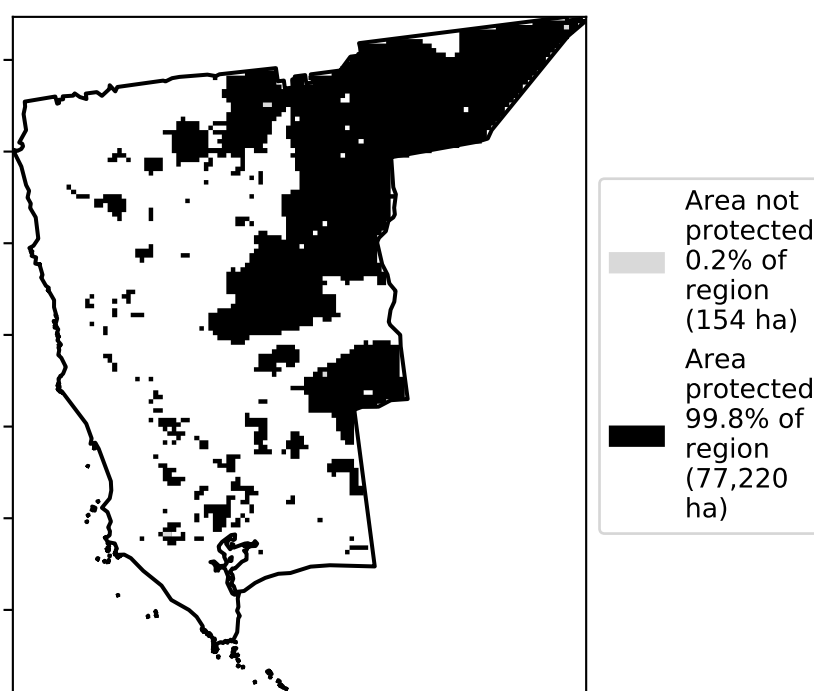 Area not
protected
0.2% of
region
(154 ha)
Area
protected
99.8% of
region
(77,220
ha)